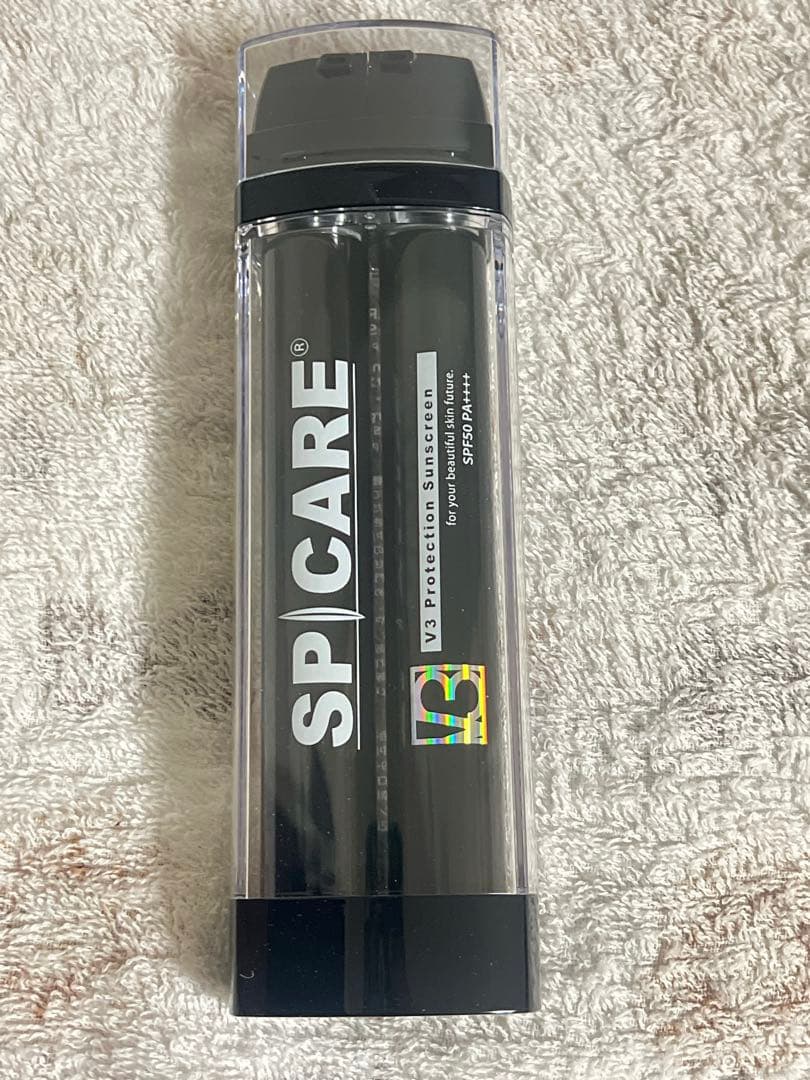 SPICARE®
V3 Protection Sunscreen
for your beautiful skin future.
SPF50 PA++++
V3